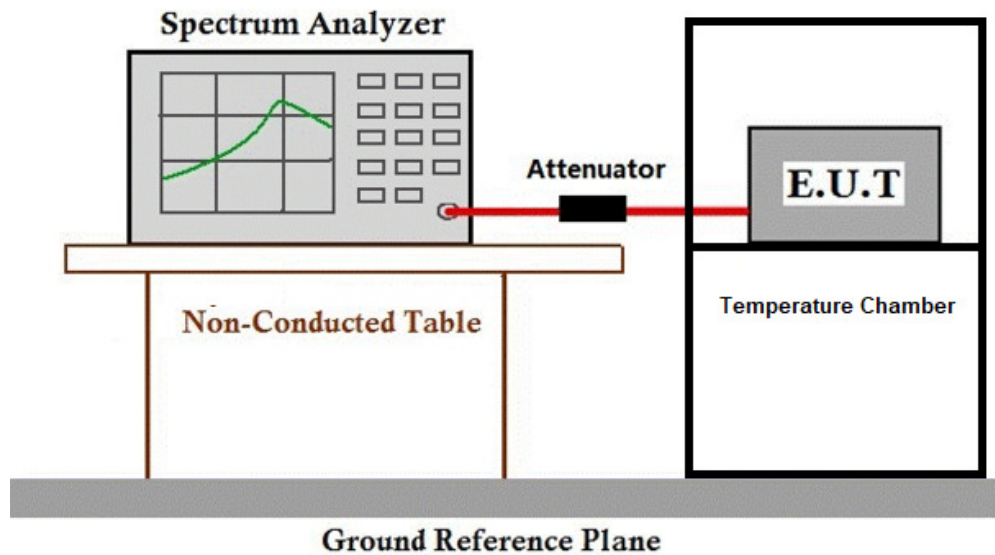 Spectrum Analyzer
Attenuator
E.U.T
Temperature Chamber
Non-Conducted Table
Ground Reference Plane